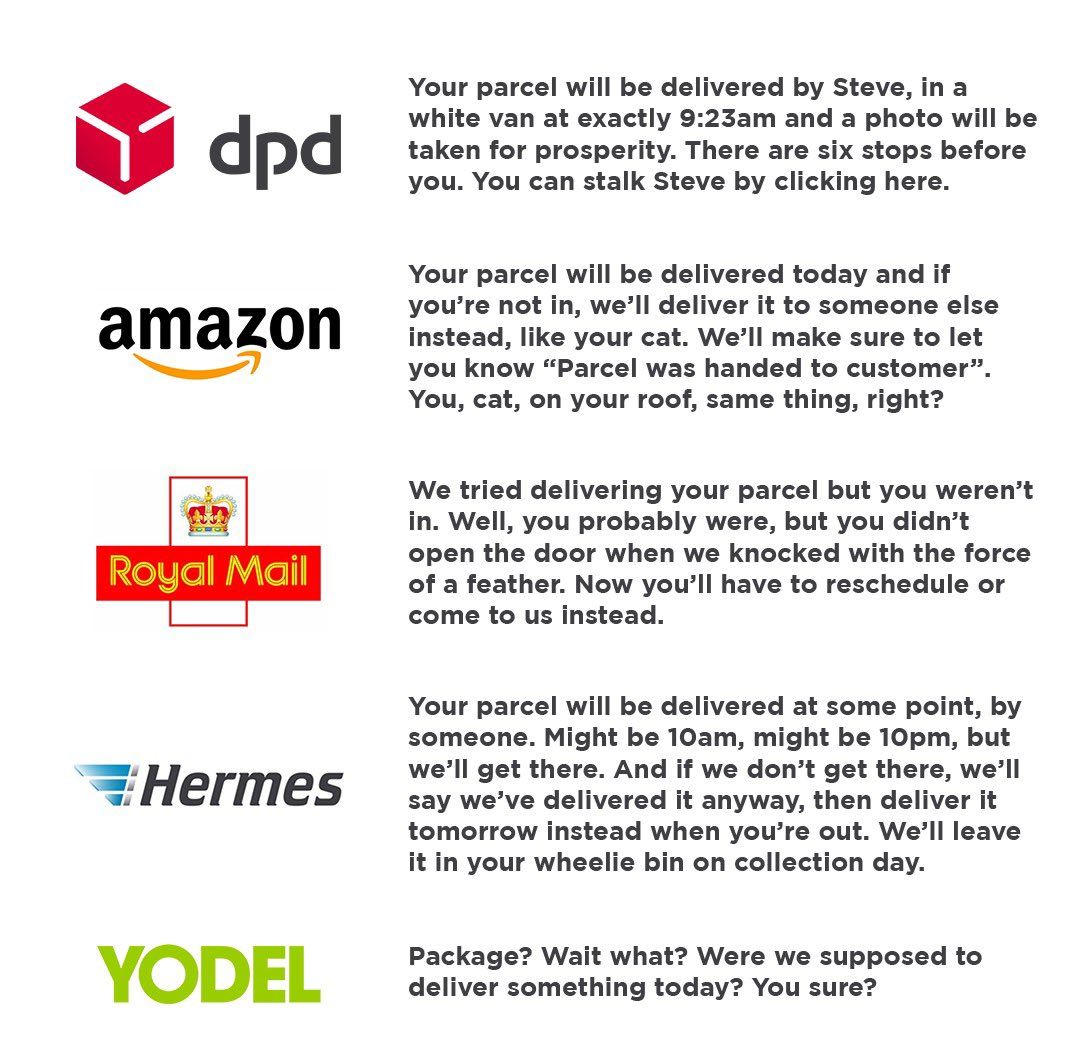 dpd
Your parcel will be delivered by Steve, in a
white van at exactly 9:23am and a photo will be
taken for prosperity. There are six stops before
you. You can stalk Steve by clicking here.
amazon
Your parcel will be delivered today and if
you’re not in, we’ll deliver it to someone else
instead, like your cat. We’ll make sure to let
you know “Parcel was handed to customer”.
You, cat, on your roof, same thing, right?
Royal Mail
We tried delivering your parcel but you weren’t
in. Well, you probably were, but you didn’t
open the door when we knocked with the force
of a feather. Now you’ll have to reschedule or
come to us instead.
Hermes
Your parcel will be delivered at some point, by
someone. Might be 10am, might be 10pm, but
we’ll get there. And if we don’t get there, we’ll
say we’ve delivered it anyway, then deliver it
tomorrow instead when you’re out. We’ll leave
it in your wheelie bin on collection day.
YODEL
Package? Wait what? Were we supposed to
deliver something today? You sure?